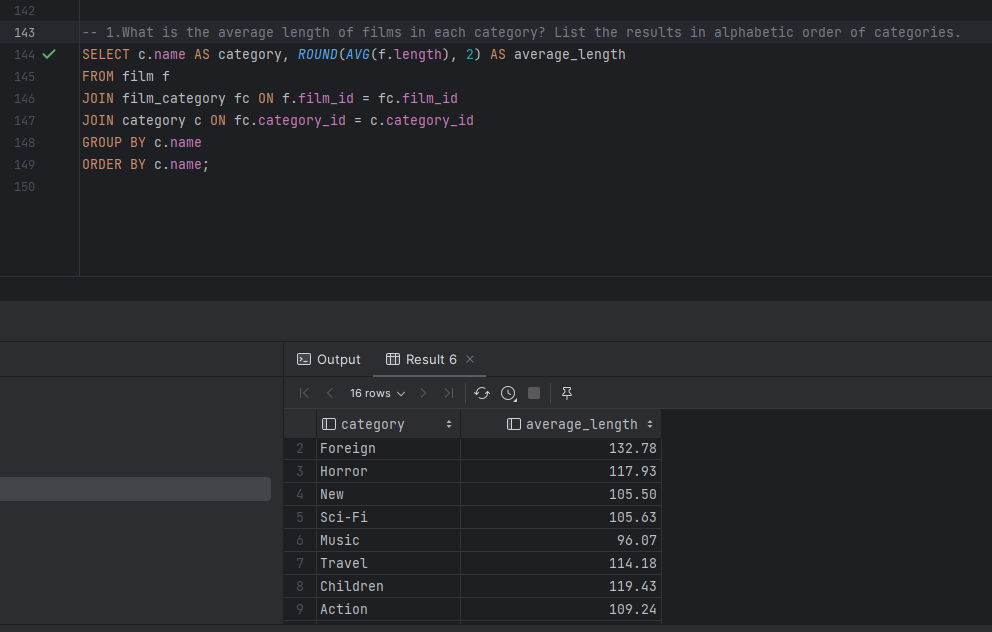 142
143 -- 1.What is the average length of films in each category? List the results in alphabetic order of categories.
144 SELECT c.name AS category, ROUND(AVG(f.length), 2) AS average_length
145 FROM film f
146 JOIN film_category fc ON f.film_id = fc.film_id
147 JOIN category c ON fc.category_id = c.category_id
148 GROUP BY c.name
149 ORDER BY c.name;
150
Output Result 6
16 rows
category average_length
2 Foreign 132.78
3 Horror 117.93
4 New 105.50
5 Sci-Fi 105.63
6 Music 96.07
7 Travel 114.18
8 Children 119.43
9 Action 109.24